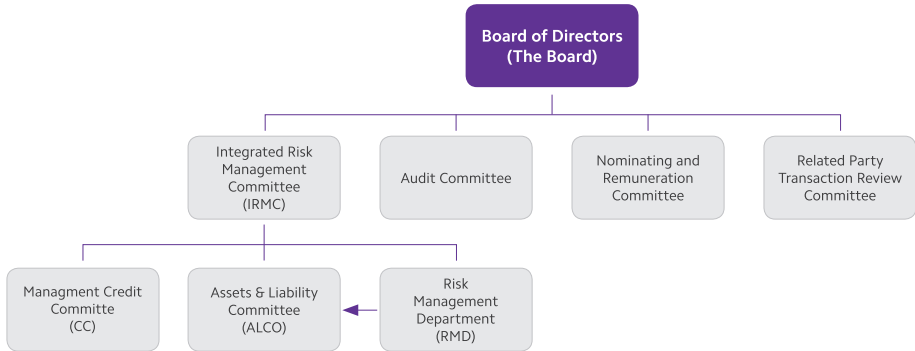 Board of Directors
(The Board)
Integrated Risk
Management
Committee
(IRMC)
Audit Committee
Nominating and
Remuneration
Committee
Related Party
Transaction Review
Committee
Managment Credit
Committe
(CC)
Assets & Liability
Committee
(ALCO)
Risk
Management
Department
(RMD)